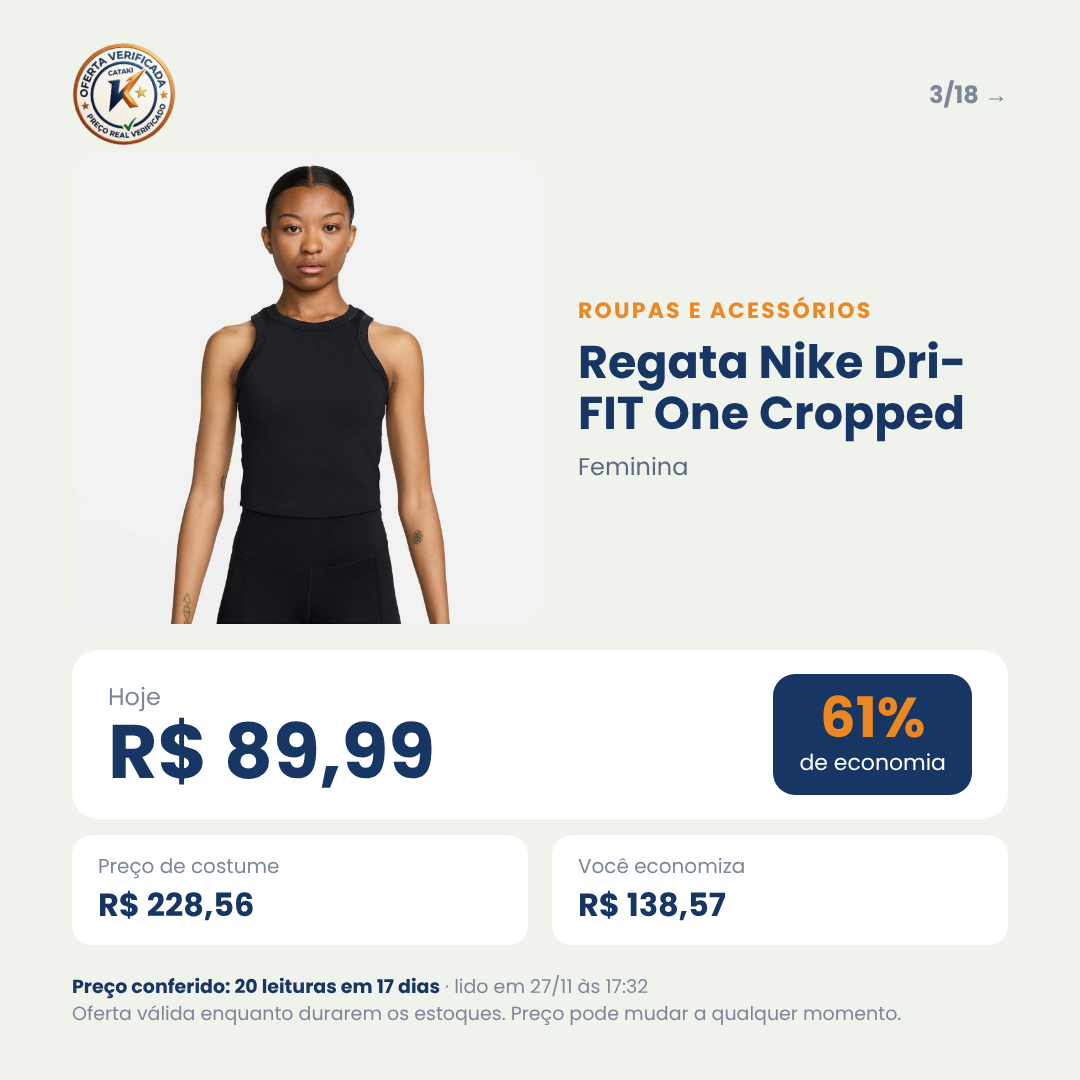 OFERTA VERIFICADA
CATAKI
K
PREÇO REAL VERIFICADO
3/18 →
ROUPAS E ACESSÓRIOS
Regata Nike Dri-
FIT One Cropped
Feminina
Hoje
R$ 89,99
61%
de economia
Preço de costume
R$ 228,56
Você economiza
R$ 138,57
Preço conferido: 20 leituras em 17 dias · lido em 27/11 às 17:32
Oferta válida enquanto durarem os estoques. Preço pode mudar a qualquer momento.